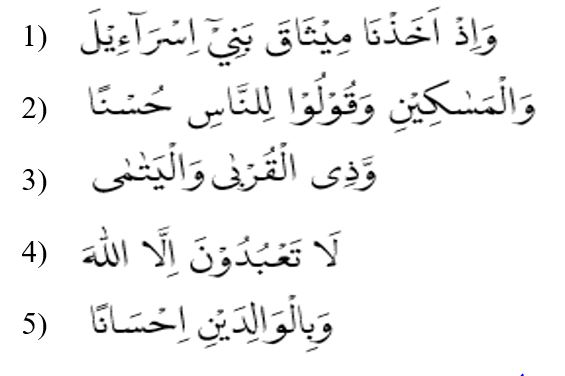 1) وَاِذْ اَخَذْنَا مِيْثَاقَ بَنِيْٓ اِسْرَآءِيْلَ
2) وَالْمَسٰكِيْنِ وَقُوْلُوْا لِلنَّاسِ حُسْنًا
3) وَّذِى الْقُرْبٰى وَالْيَتٰمٰى
4) لَا تَعْبُدُوْنَ اِلَّا اللّٰهَ
5) وَبِالْوَالِدَيْنِ اِحْسَانًا